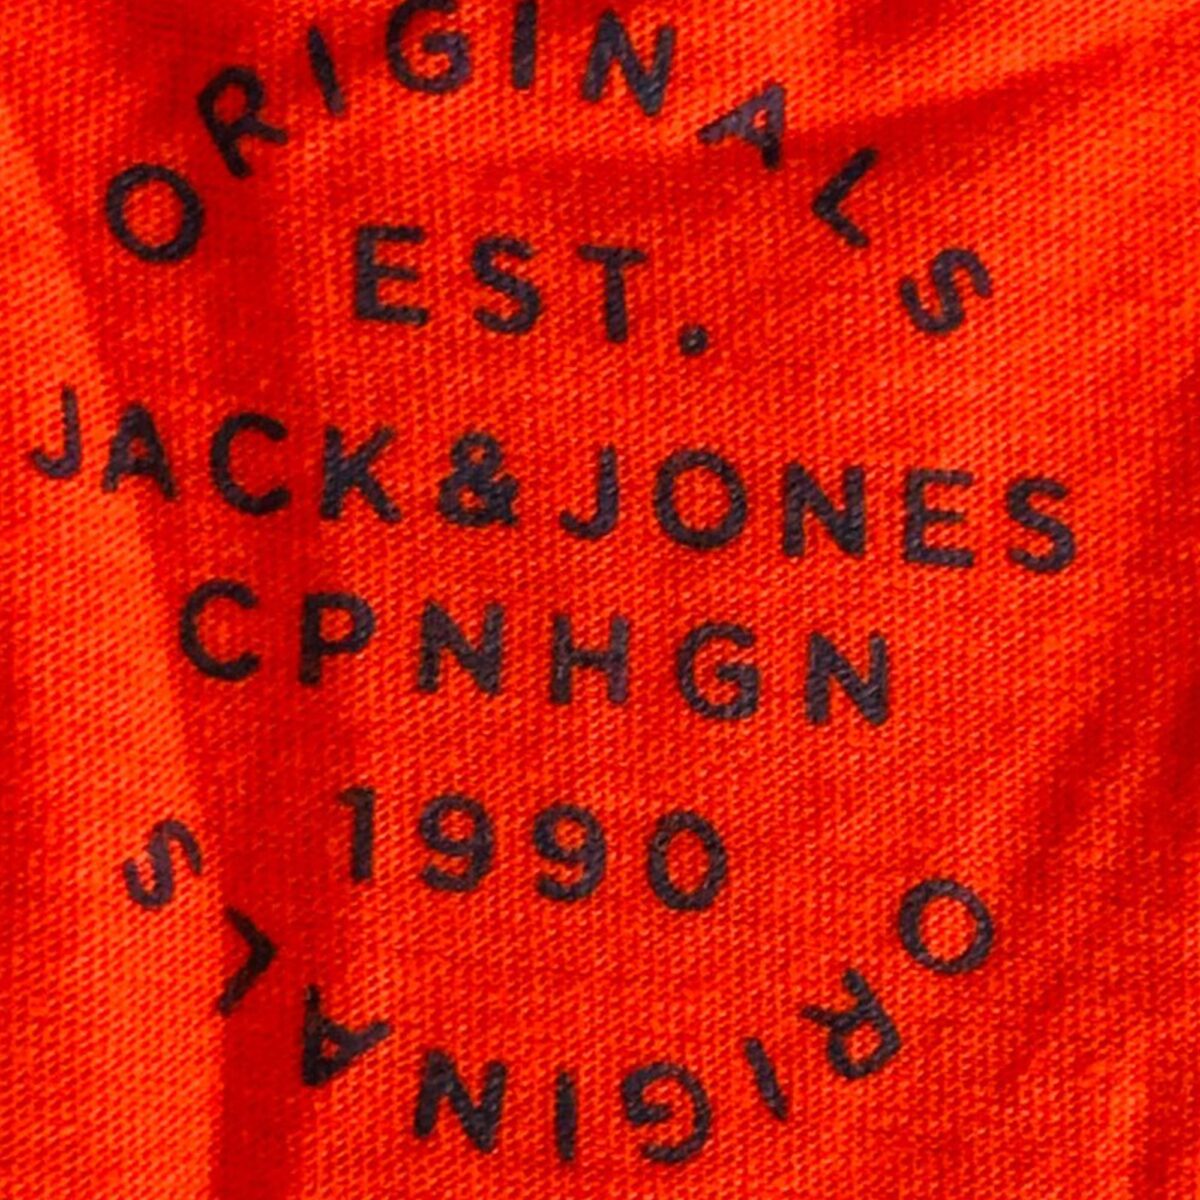 ORIGINALS
EST.
JACK&JONES
CPNHGN
1990
ORIGINALS